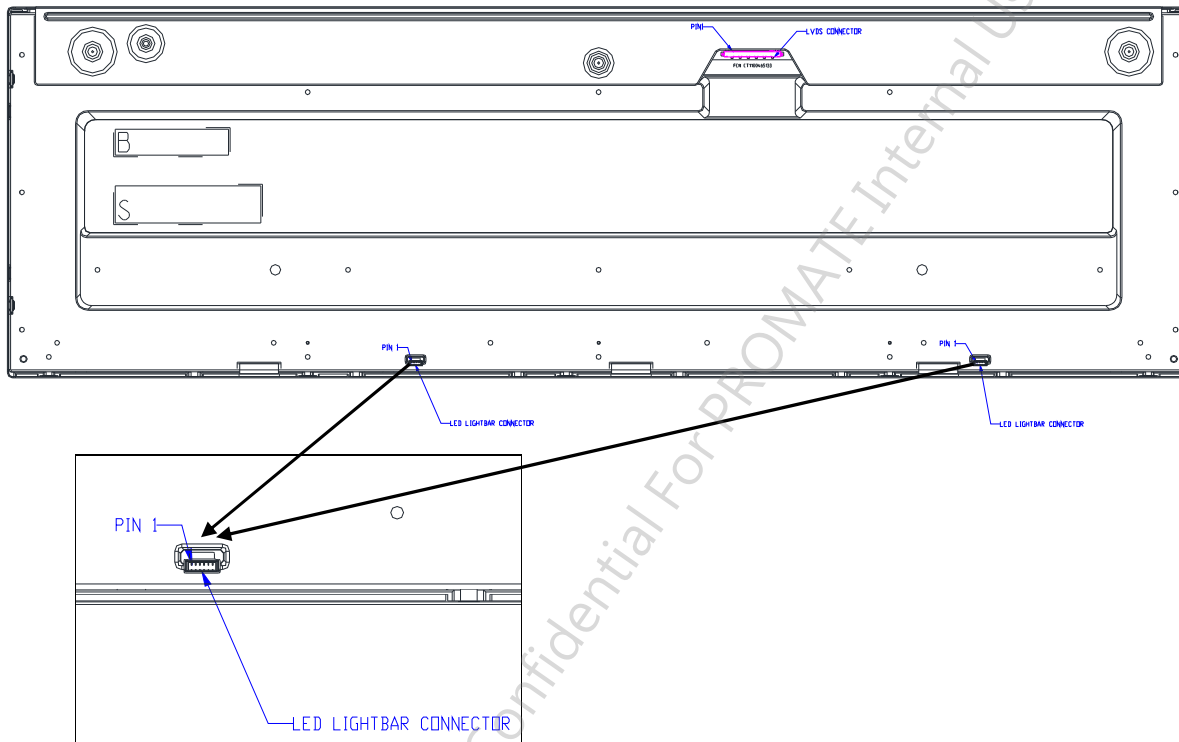 PIN1
LVDS CONNECTOR
B
S
PIN 1
PIN 1
LED LIGHTBAR CONNECTOR
LED LIGHTBAR CONNECTOR
PIN 1
LED LIGHTBAR CONNECTOR
Confidential For PROMATE Internal Us